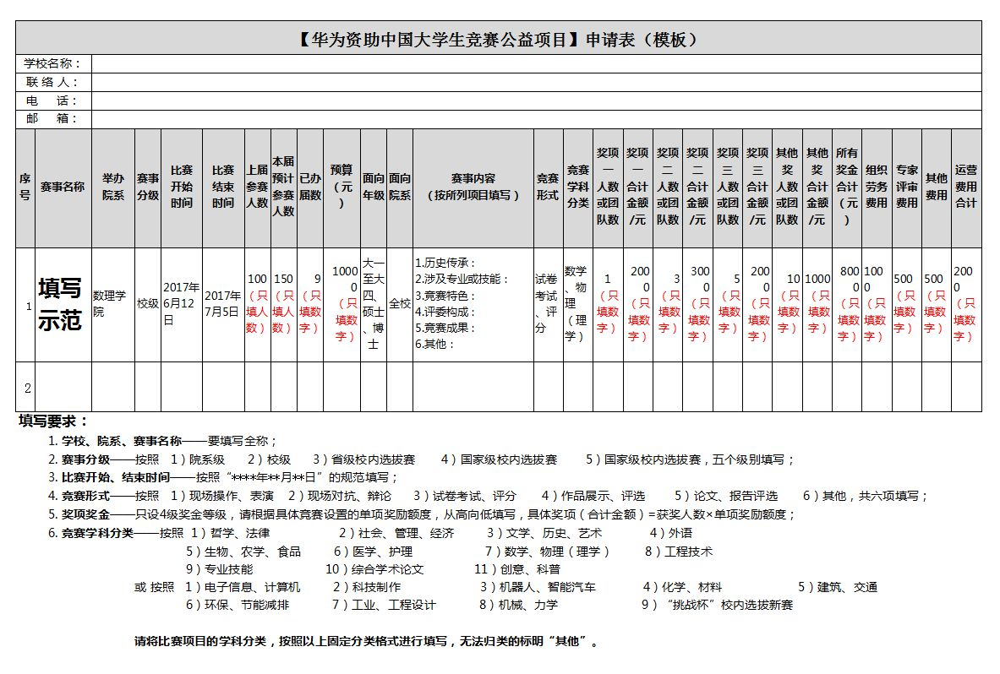 【华为资助中国大学生竞赛公益项目】申请表（模板）
学校名称：
联 络 人：
电 话：
邮 箱：
序号 赛事名称 举办院系 赛事分级 比赛开始时间 比赛结束时间 上届参赛人数 本届预计参赛人数 已办届数 预算（元） 面向年级 面向院系 赛事内容（按所列项目填写） 竞赛形式 竞赛学科分类 奖项一人数或团队数 奖项一合计金额/元 奖项二人数或团队数 奖项二合计金额/元 奖项三人数或团队数 奖项三合计金额/元 其他奖人数或团队数 其他奖合计金额/元 所有奖金合计（元） 组织劳务费用 专家评审费用 其他费用 运营费用合计
1 填写示范 数理学院 校级 2017年6月12日 2017年7月5日 100（只填人数） 150（只填人数） 9（只填数字） 10000（只填数字） 大一至大四、硕士、博士 全校
1.历史传承：
2.涉及专业或技能：
3.竞赛特色：
4.评委构成：
5.竞赛成果：
6.其他：
试卷考试、评分 数学、物理（理学） 1（只填数字） 2000（只填数字） 3（只填数字） 3000（只填数字） 5（只填数字） 2000（只填数字） 10（只填数字） 1000（只填数字） 8000（只填数字） 1000（只填数字） 500（只填数字） 500（只填数字） 2000（只填数字）
2
填写要求：
1. 学校、院系、赛事名称——要填写全称；
2. 赛事分级——按照 1）院系级 2）校级 3）省级校内选拔赛 4）国家级校内选拔赛 5）国家级校内选拔赛，五个级别填写；
3. 比赛开始、结束时间——按照“****年**月**日”的规范填写；
4. 竞赛形式——按照 1）现场操作、表演 2）现场对抗、辩论 3）试卷考试、评分 4）作品展示、评选 5）论文、报告评选 6）其他，共六项填写；
5. 奖项奖金——只设4级奖金等级，请根据具体竞赛设置的单项奖励额度，从高向低填写，具体奖项（合计金额）=获奖人数×单项奖励额度；
6. 竞赛学科分类——按照 1）哲学、法律 2）社会、管理、经济 3）文学、历史、艺术 4）外语
5）生物、农学、食品 6）医学、护理 7）数学、物理（理学） 8）工程技术
9）专业技能 10）综合学术论文 11）创意、科普
或 按照 1）电子信息、计算机 2）科技制作 3）机器人、智能汽车 4）化学、材料 5）建筑、交通
6）环保、节能减排 7）工业、工程设计 8）机械、力学 9）“挑战杯”校内选拔新赛
请将比赛项目的学科分类，按照以上固定分类格式进行填写，无法归类的标明“其他”。